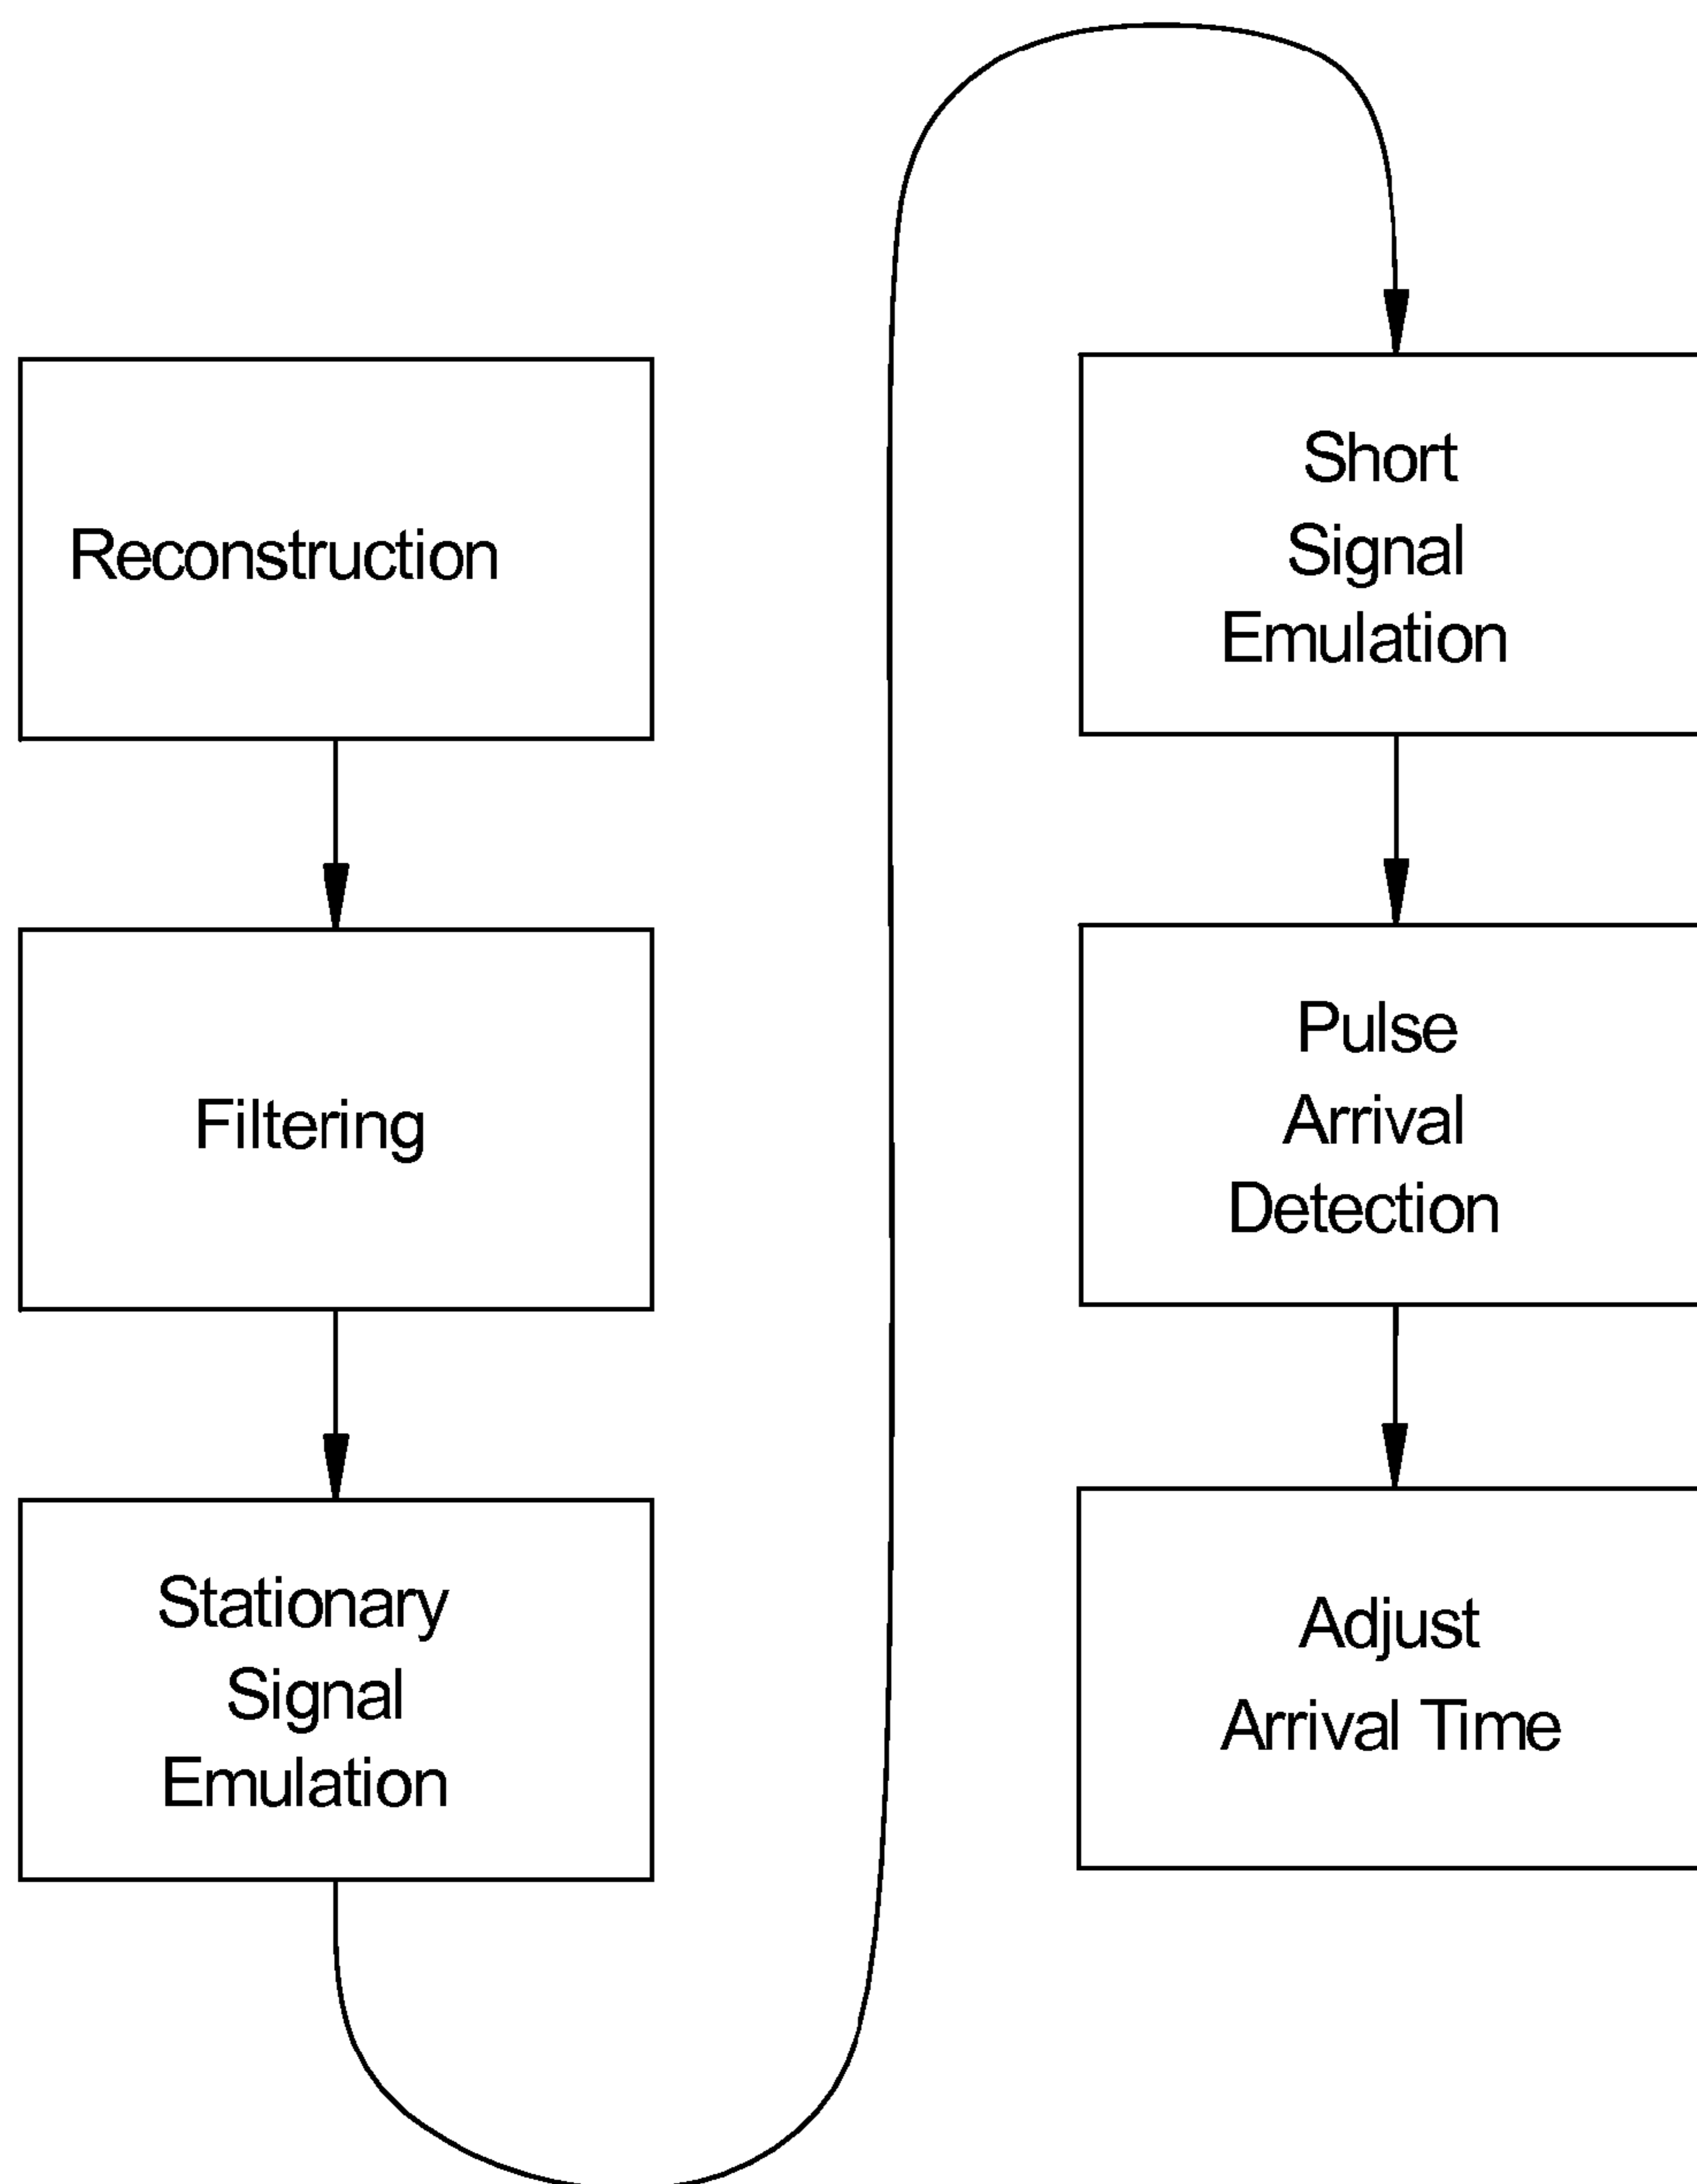 Reconstruction
Filtering
Stationary
Signal
Emulation
Short
Signal
Emulation
Pulse
Arrival
Detection
Adjust
Arrival Time